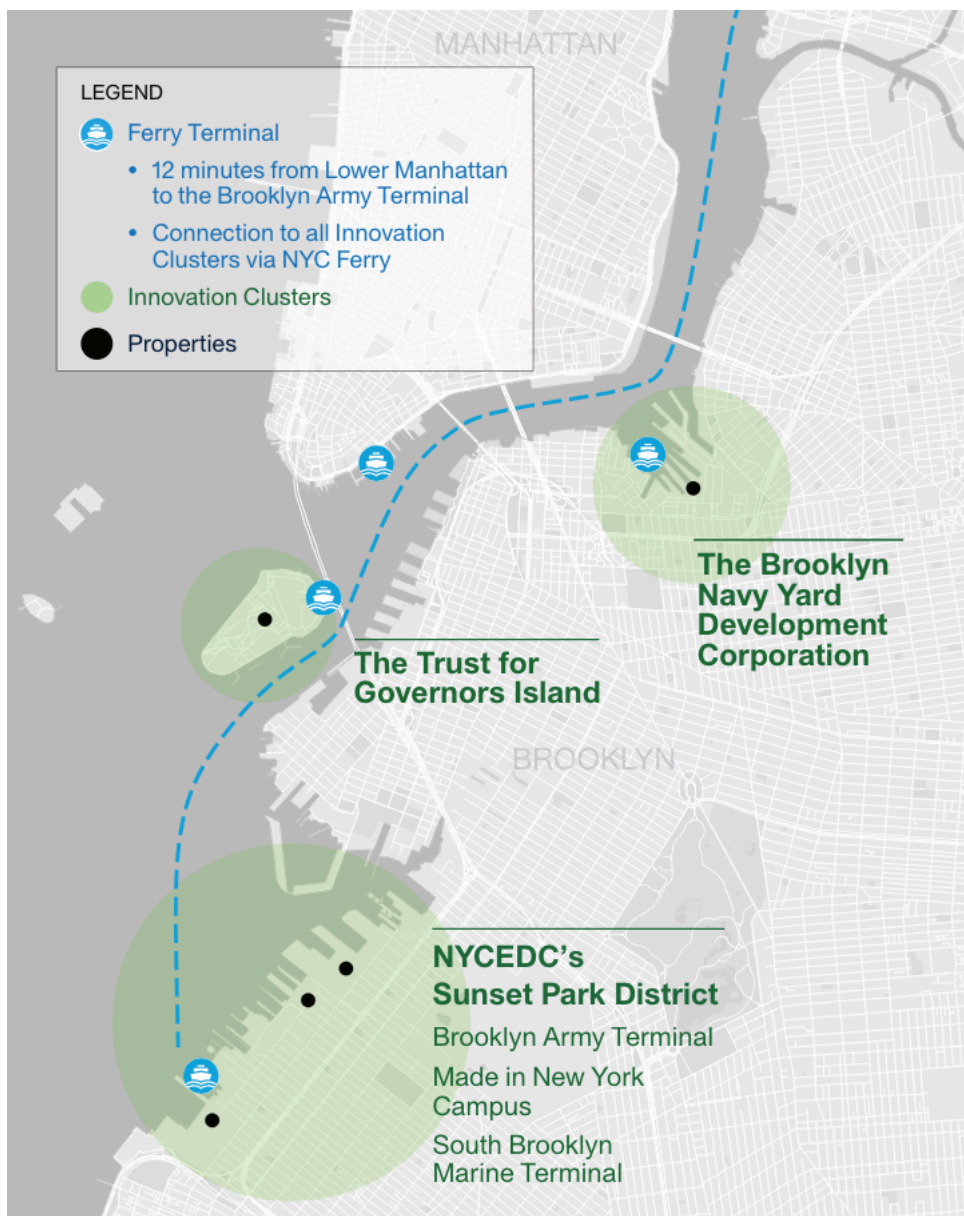 MANHATTAN
LEGEND
Ferry Terminal
• 12 minutes from Lower Manhattan
to the Brooklyn Army Terminal
• Connection to all Innovation
Clusters via NYC Ferry
Innovation Clusters
Properties
The Brooklyn
Navy Yard
Development
Corporation
The Trust for
Governors Island
BROOKLYN
NYCEDC’s
Sunset Park District
Brooklyn Army Terminal
Made in New York
Campus
South Brooklyn
Marine Terminal